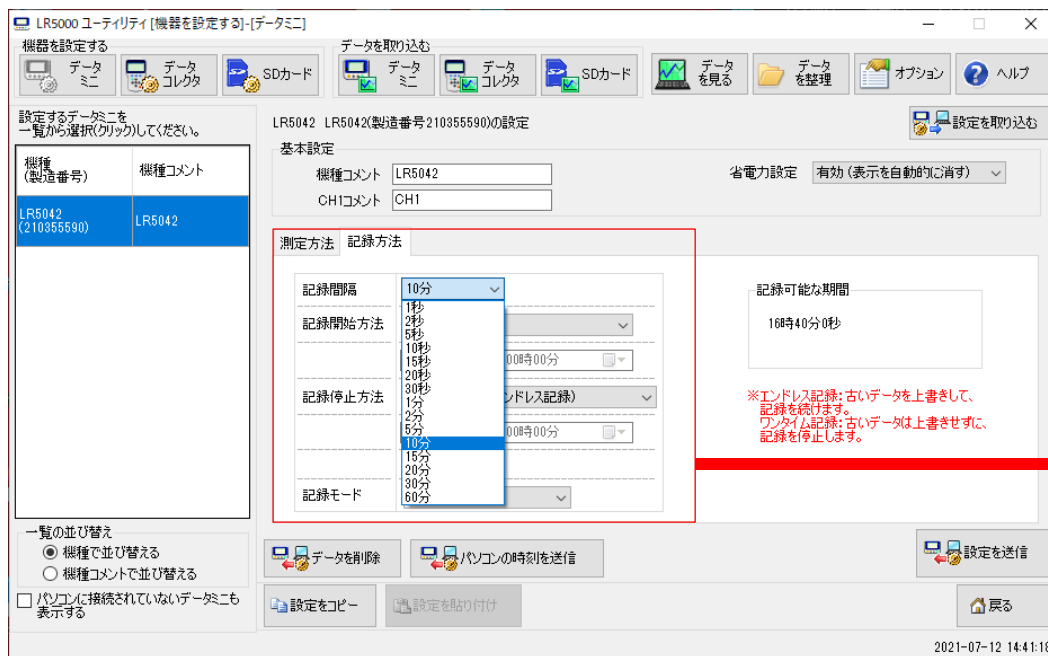 LR5000 ユーティリティ [機器を設定する]-[データミニ]
機器を設定する
データを取り込む
データ
ミニ
データ
コレクタ
SDカード
データ
ミニ
データ
コレクタ
SDカード
データ
を見る
データ
を整理
オプション
ヘルプ
設定するデータミニを
一覧から選択(クリック)してください。
機種
(製造番号)
機種コメント
LR5042
(210355590)
LR5042
LR5042 LR5042(製造番号210355590)の設定
設定を取り込む
基本設定
機種コメント LR5042
CH1コメント CH1
省電力設定 有効 (表示を自動的に消す)
測定方法 記録方法
記録間隔 10分
1秒
2秒
5秒
10秒
15秒
20秒
30秒
1分
2分
5分
10分
15分
20分
30分
60分
記録開始方法
00時00分
記録停止方法
ンドレス記録)
00時00分
記録モード
記録可能な期間
16時40分0秒
※エンドレス記録: 古いデータを上書きして、
記録を続けます。
ワンタイム記録: 古いデータは上書きせずに、
記録を停止します。
一覧の並び替え
機種で並び替える
機種コメントで並び替える
パソコンに接続されていないデータミニも
表示する
データを削除
パソコンの時刻を送信
設定を送信
設定をコピー
設定を貼り付け
戻る
2021-07-12 14:41:18